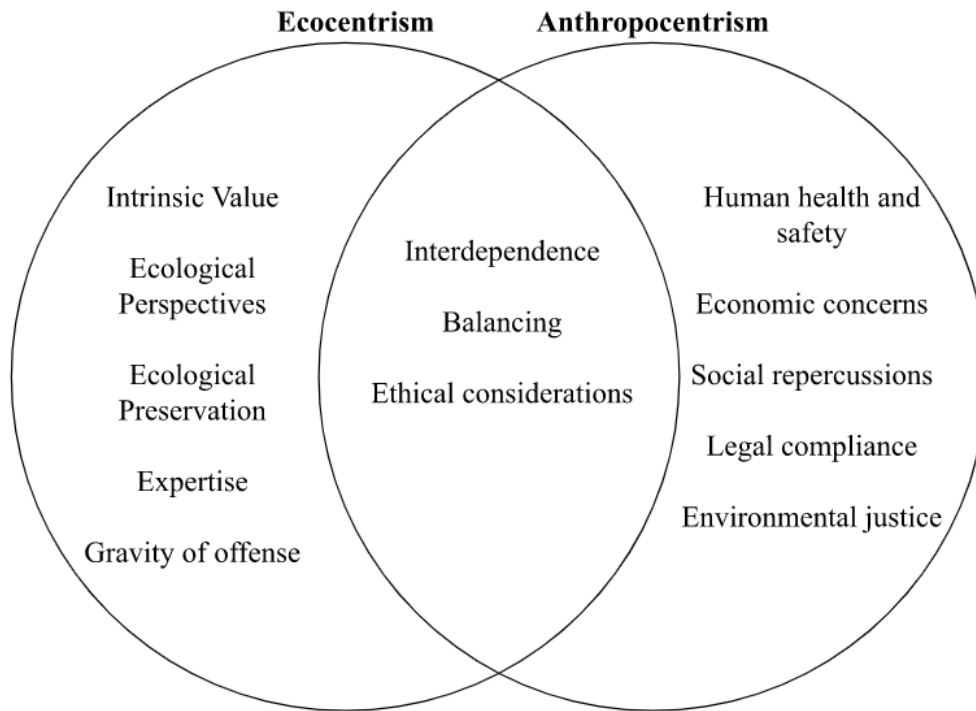 Ecocentrism
Anthropocentrism
Intrinsic Value
Ecological
Perspectives
Ecological
Preservation
Expertise
Gravity of offense
Interdependence
Balancing
Ethical considerations
Human health and
safety
Economic concerns
Social repercussions
Legal compliance
Environmental justice